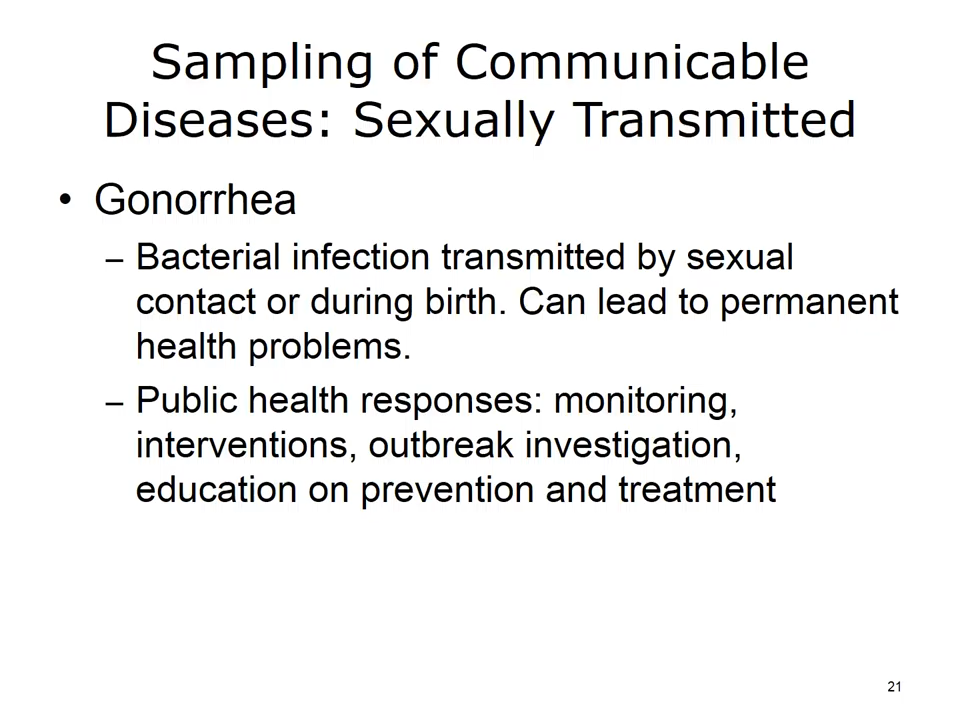 Sampling of Communicable
Diseases: Sexually Transmitted
• Gonorrhea
– Bacterial infection transmitted by sexual
contact or during birth. Can lead to permanent
health problems.
– Public health responses: monitoring,
interventions, outbreak investigation,
education on prevention and treatment
21